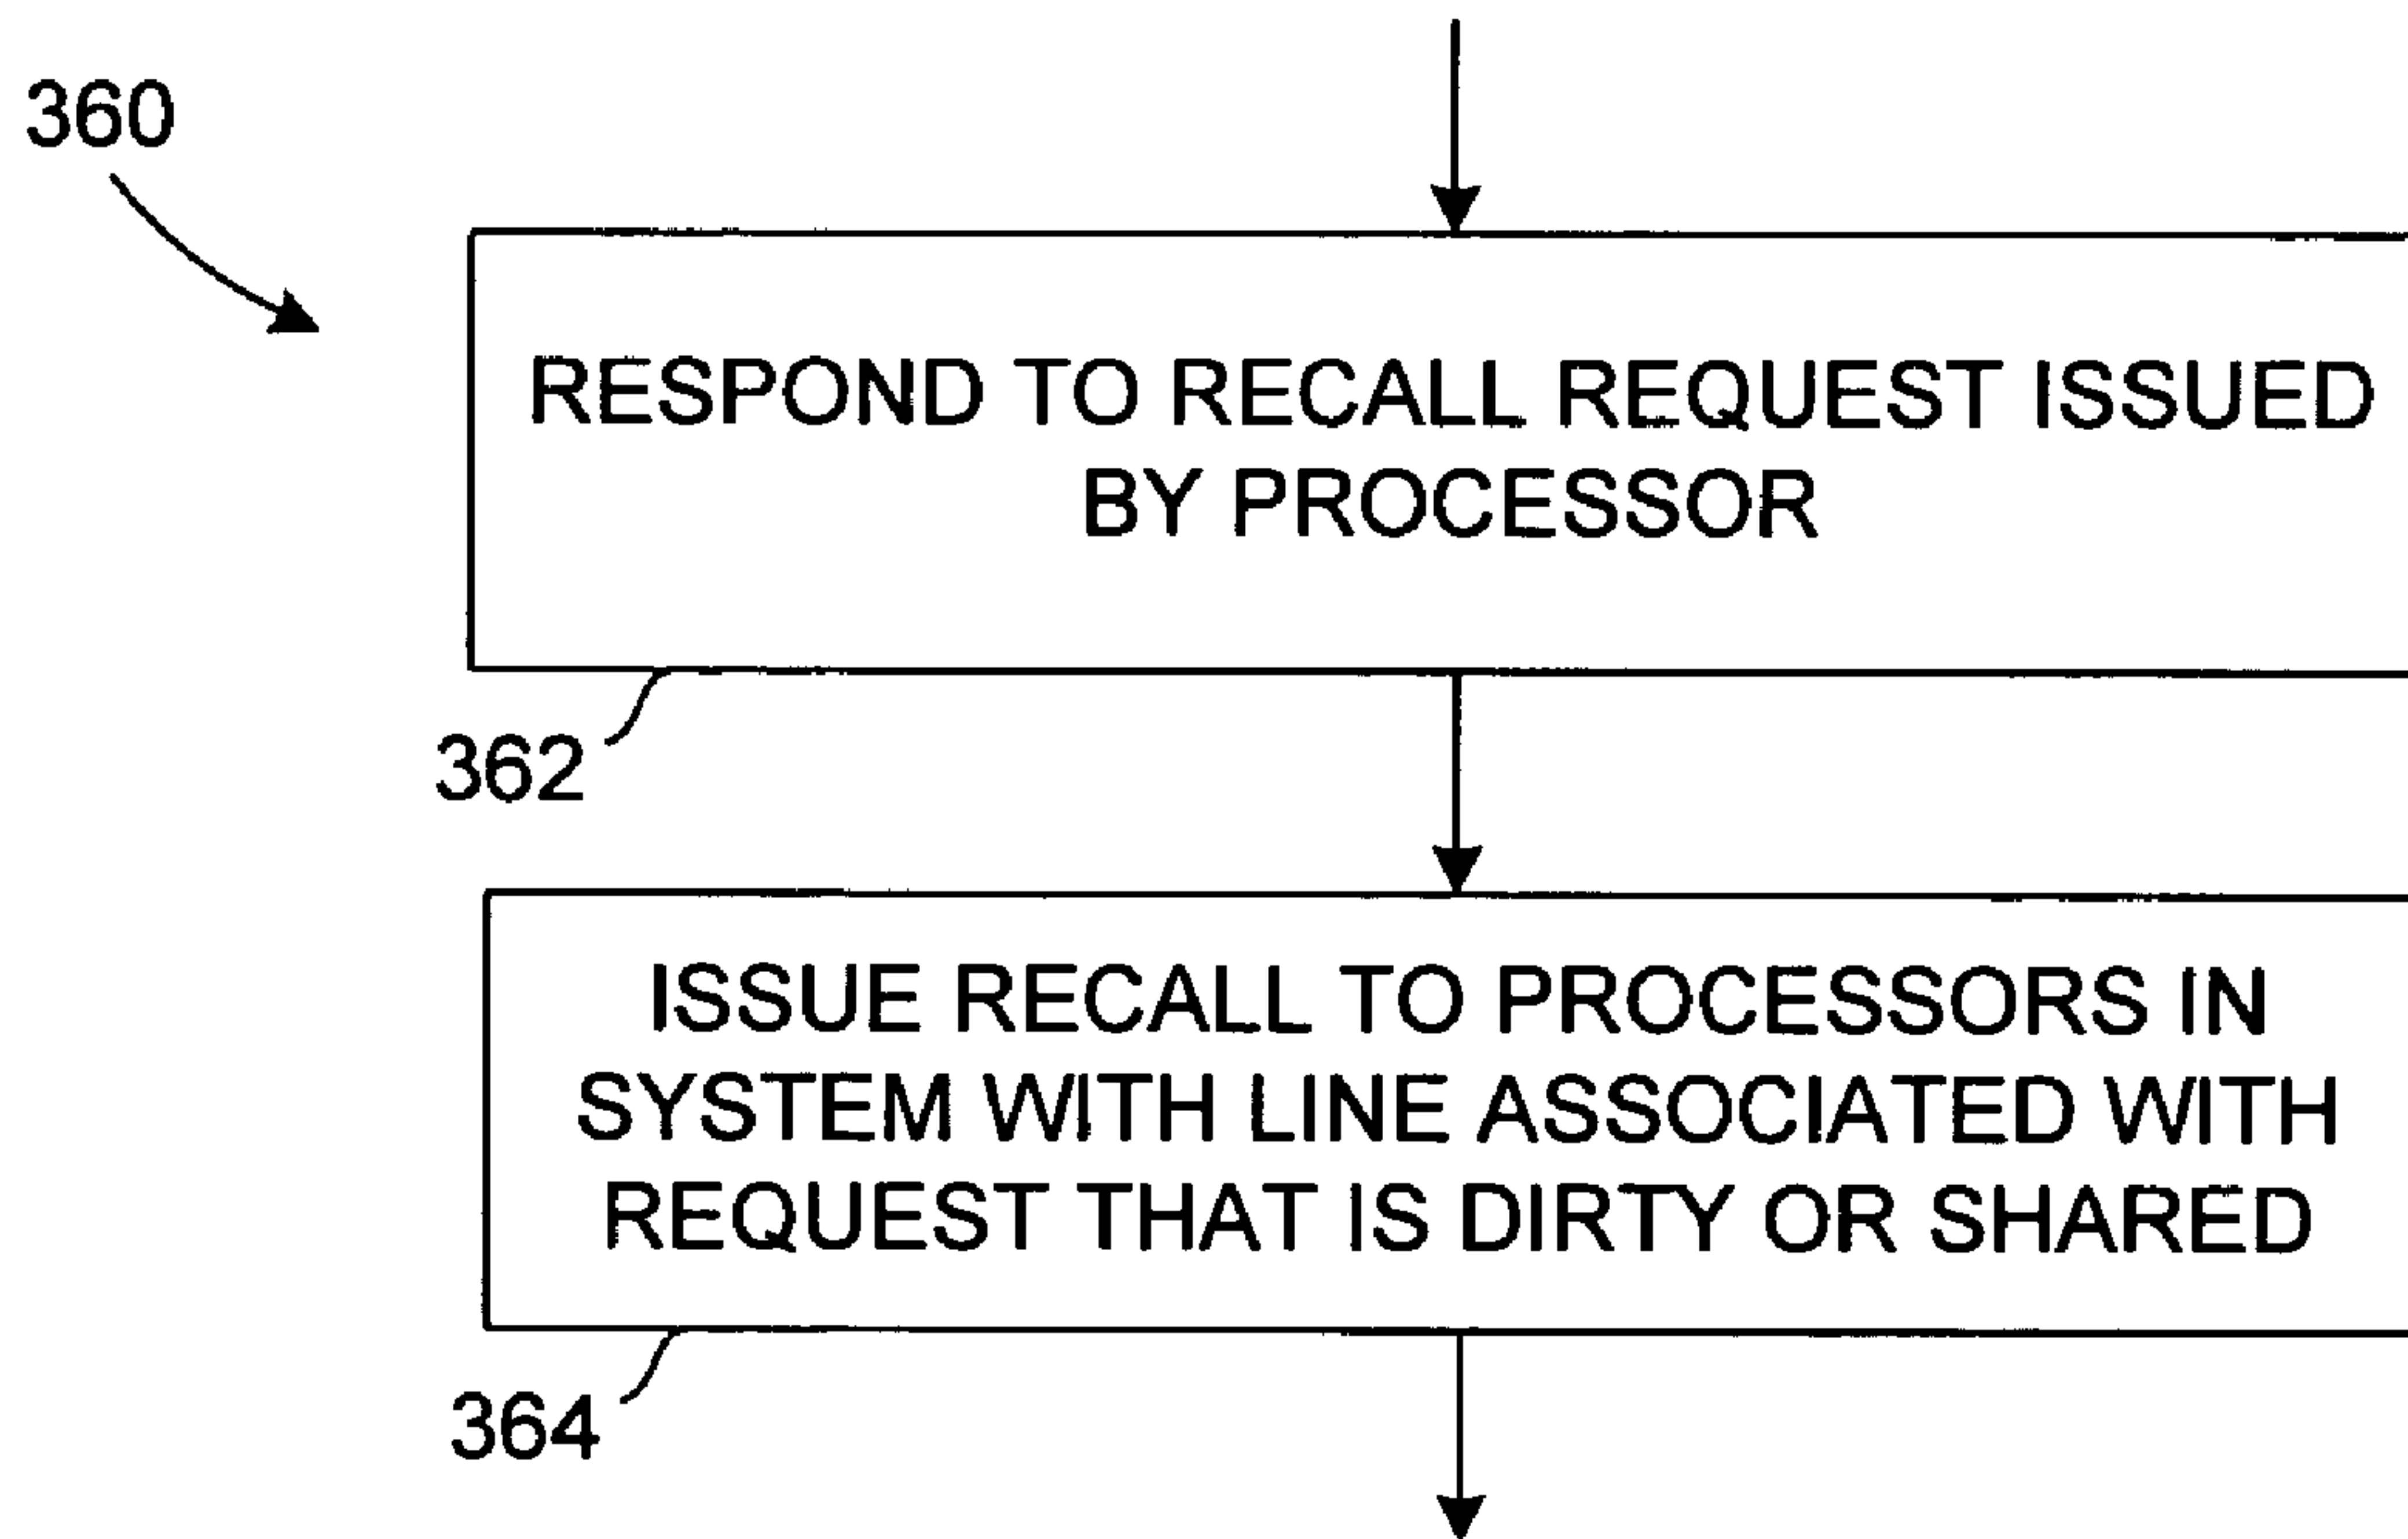 360
RESPOND TO RECALL REQUEST ISSUED
BY PROCESSOR
362
ISSUE RECALL TO PROCESSORS IN
SYSTEM WITH LINE ASSOCIATED WITH
REQUEST THAT IS DIRTY OR SHARED
364